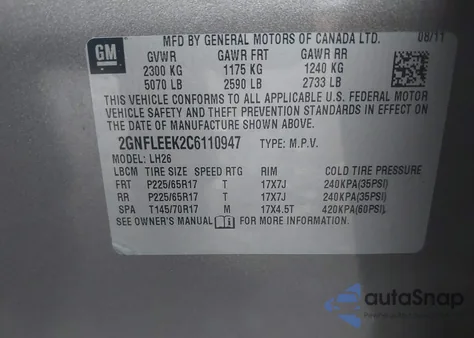 MFD BY GENERAL MOTORS OF CANADA LTD. 08/11
GM
GVWR GAWR FRT GAWR RR
2300 KG 1175 KG 1240 KG
5070 LB 2590 LB 2733 LB
THIS VEHICLE CONFORMS TO ALL APPLICABLE U.S. FEDERAL MOTOR
VEHICLE SAFETY AND THEFT PREVENTION STANDARDS IN EFFECT ON THE
DATE OF MANUFACTURE SHOWN ABOVE.
2GNFLEEK2C6110947 TYPE: M.P.V.
MODEL: LH26
LBCM TIRE SIZE SPEED RTG RIM
FRT P225/65R17 T 17X7J 240KPA(35PSI)
RR P225/65R17 T 17X7J 240KPA(35PSI)
SPA T145/70R17 M 17X4.5T 420KPA(60PSI)
SEE OWNER'S MANUAL FOR MORE INFORMATION.
autoSnap